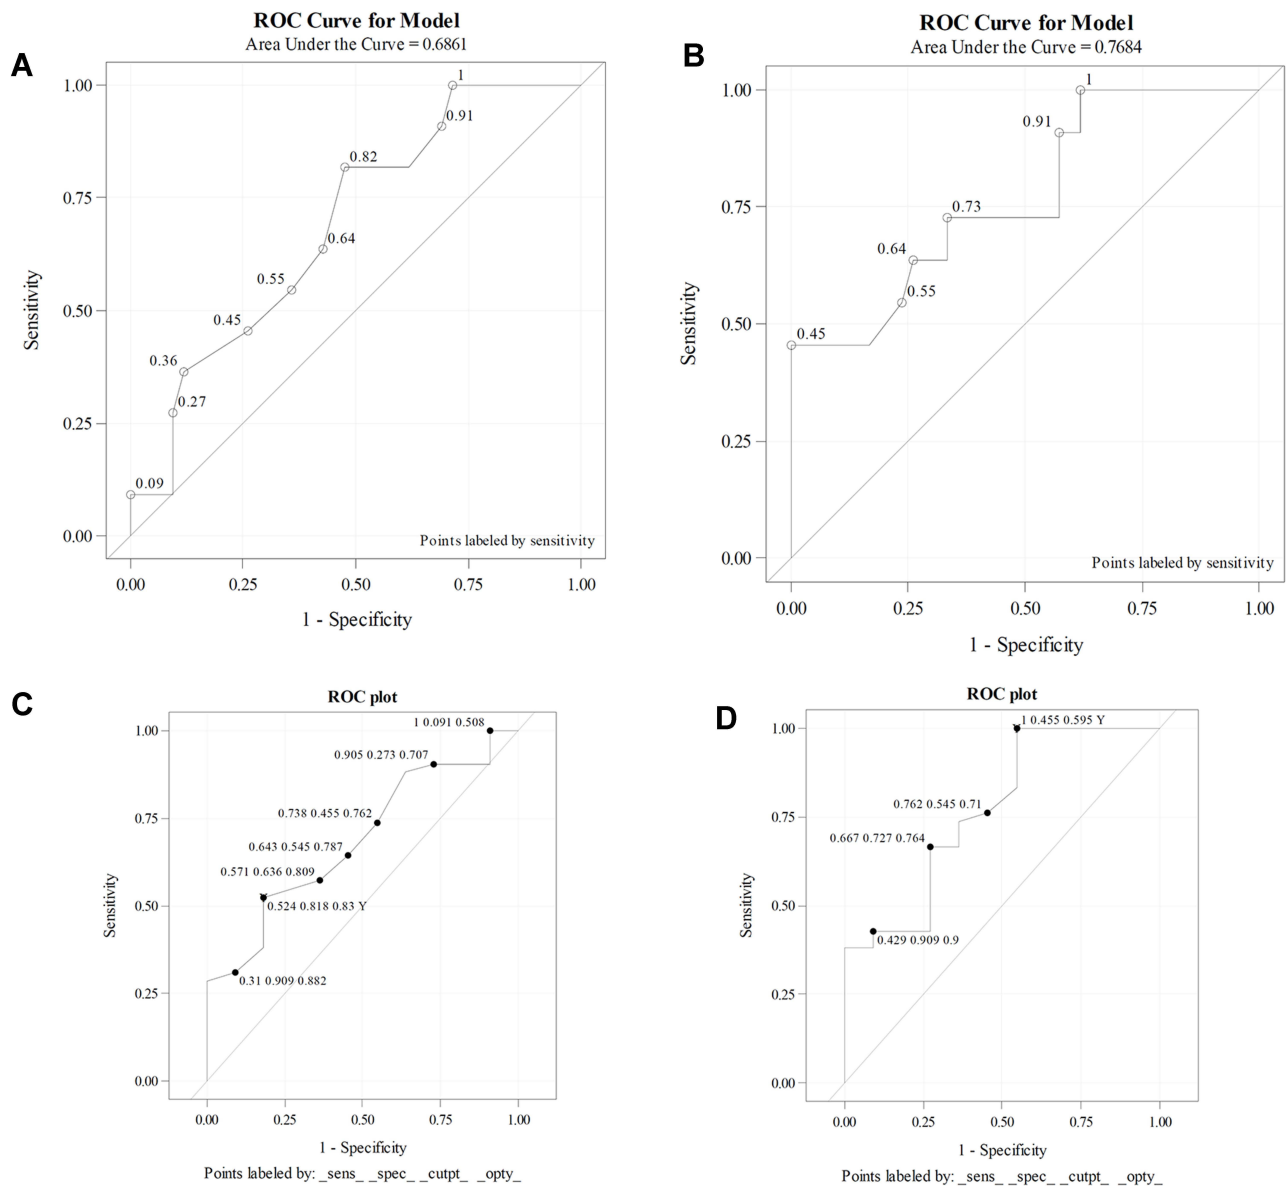 A
ROC Curve for Model
Area Under the Curve = 0.6861
1.00
0.75
0.50
0.25
0.00
Sensitivity
1
0.91
0.82
0.64
0.55
0.45
0.36
0.27
0.09
Points labeled by sensitivity
0.00 0.25 0.50 0.75 1.00
1 - Specificity
B
ROC Curve for Model
Area Under the Curve = 0.7684
1.00
0.75
0.50
0.25
0.00
Sensitivity
1
0.91
0.73
0.64
0.55
0.45
Points labeled by sensitivity
0.00 0.25 0.50 0.75 1.00
1 - Specificity
C
ROC plot
1.00
0.75
0.50
0.25
0.00
Sensitivity
1 0.091 0.508
0.905 0.273 0.707
0.738 0.455 0.762
0.643 0.545 0.787
0.571 0.636 0.809
0.524 0.818 0.83 Y
0.31 0.909 0.882
0.00 0.25 0.50 0.75 1.00
1 - Specificity
Points labeled by: _sens_ _spec_ _cutpt_ _opty_
D
ROC plot
1.00
0.75
0.50
0.25
0.00
Sensitivity
1 0.455 0.595 Y
0.762 0.545 0.71
0.667 0.727 0.764
0.429 0.909 0.9
0.00 0.25 0.50 0.75 1.00
1 - Specificity
Points labeled by: _sens_ _spec_ _cutpt_ _opty_